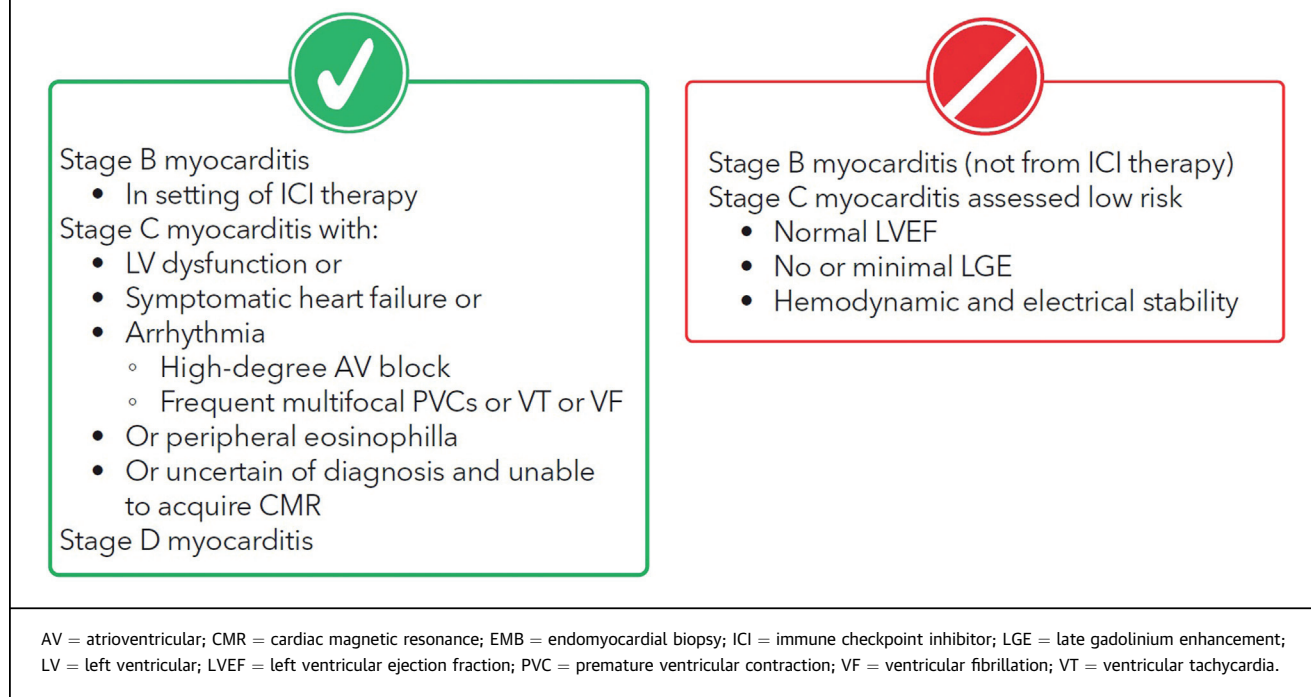 Stage B myocarditis
• In setting of ICI therapy
Stage C myocarditis with:
• LV dysfunction or
• Symptomatic heart failure or
• Arrhythmia
◦ High-degree AV block
◦ Frequent multifocal PVCs or VT or VF
• Or peripheral eosinophilla
• Or uncertain of diagnosis and unable
to acquire CMR
Stage D myocarditis
Stage B myocarditis (not from ICI therapy)
Stage C myocarditis assessed low risk
• Normal LVEF
• No or minimal LGE
• Hemodynamic and electrical stability
AV = atrioventricular; CMR = cardiac magnetic resonance; EMB = endomyocardial biopsy; ICI = immune checkpoint inhibitor; LGE = late gadolinium enhancement;
LV = left ventricular; LVEF = left ventricular ejection fraction; PVC = premature ventricular contraction; VF = ventricular fibrillation; VT = ventricular tachycardia.